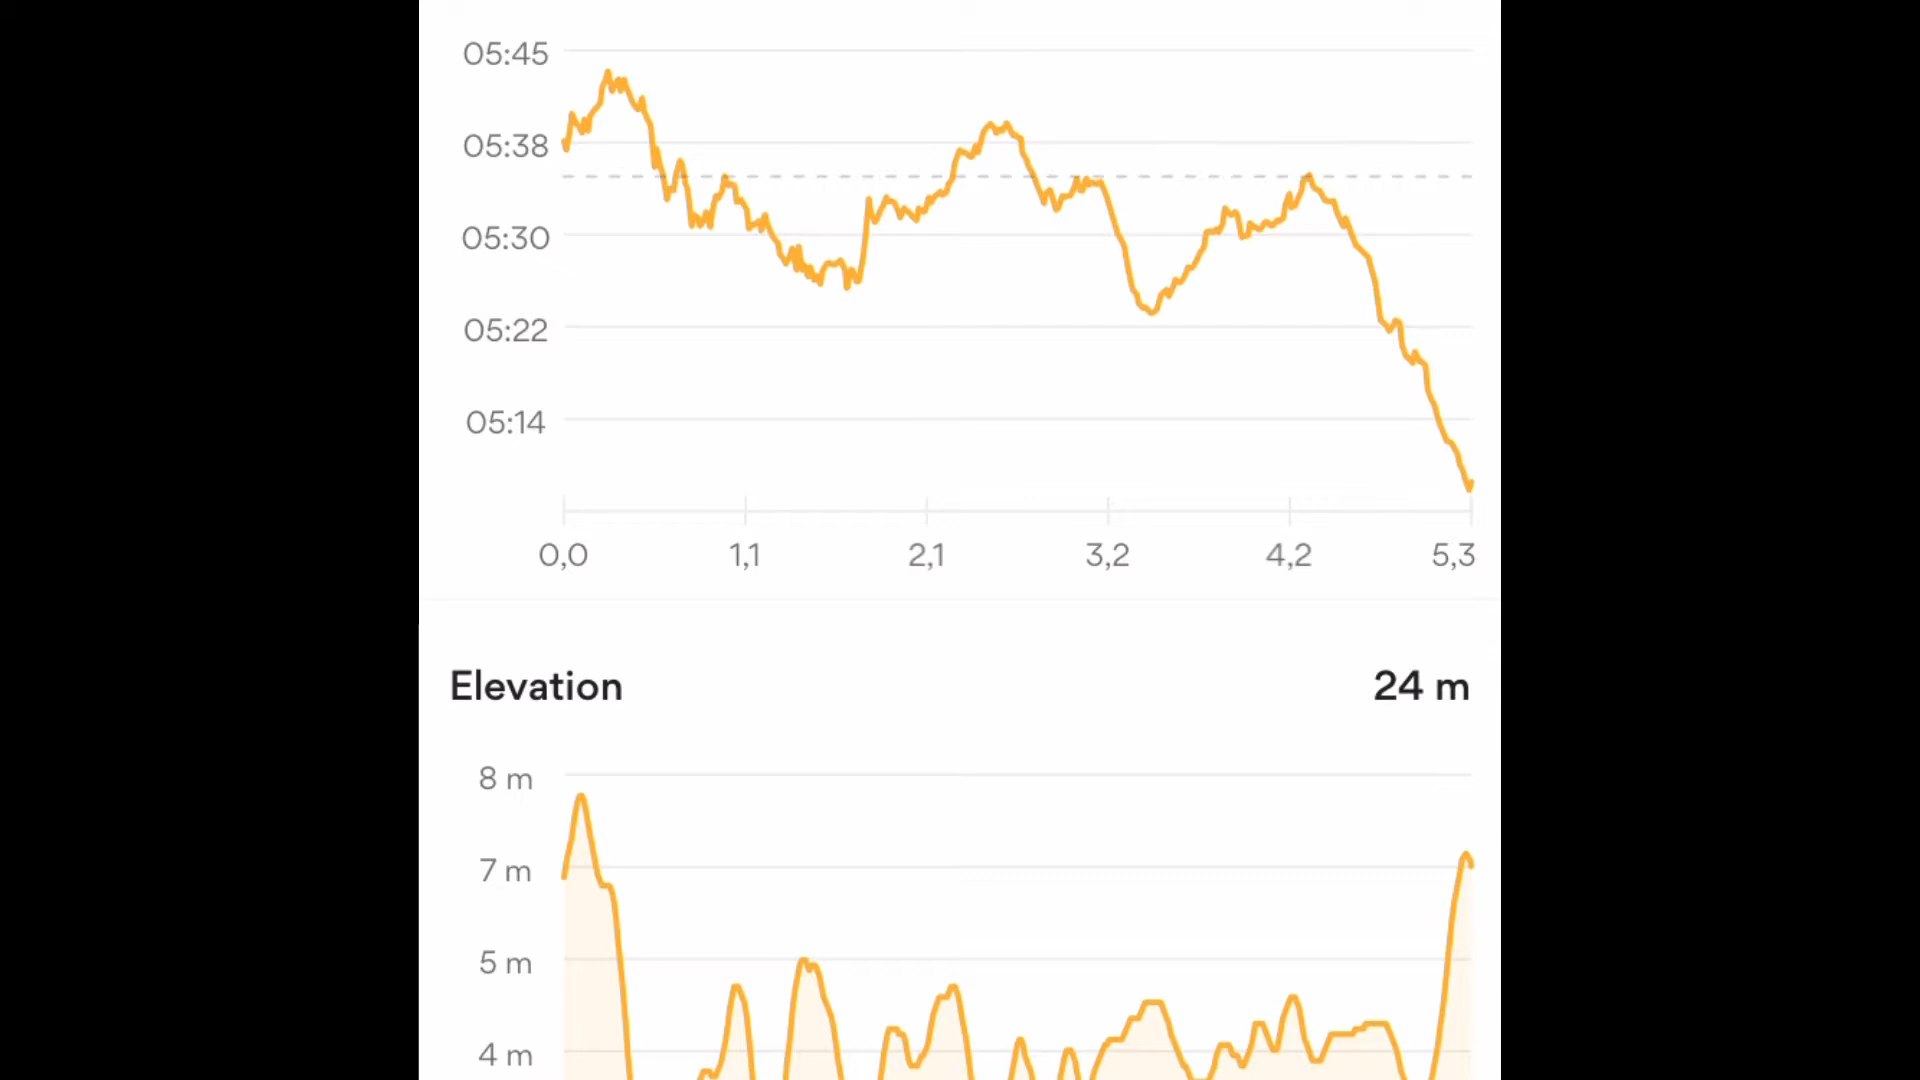 05:45
05:38
05:30
05:22
05:14
0,0 1,1 2,1 3,2 4,2 5,3
Elevation 24 m
8 m
7 m
5 m
4 m